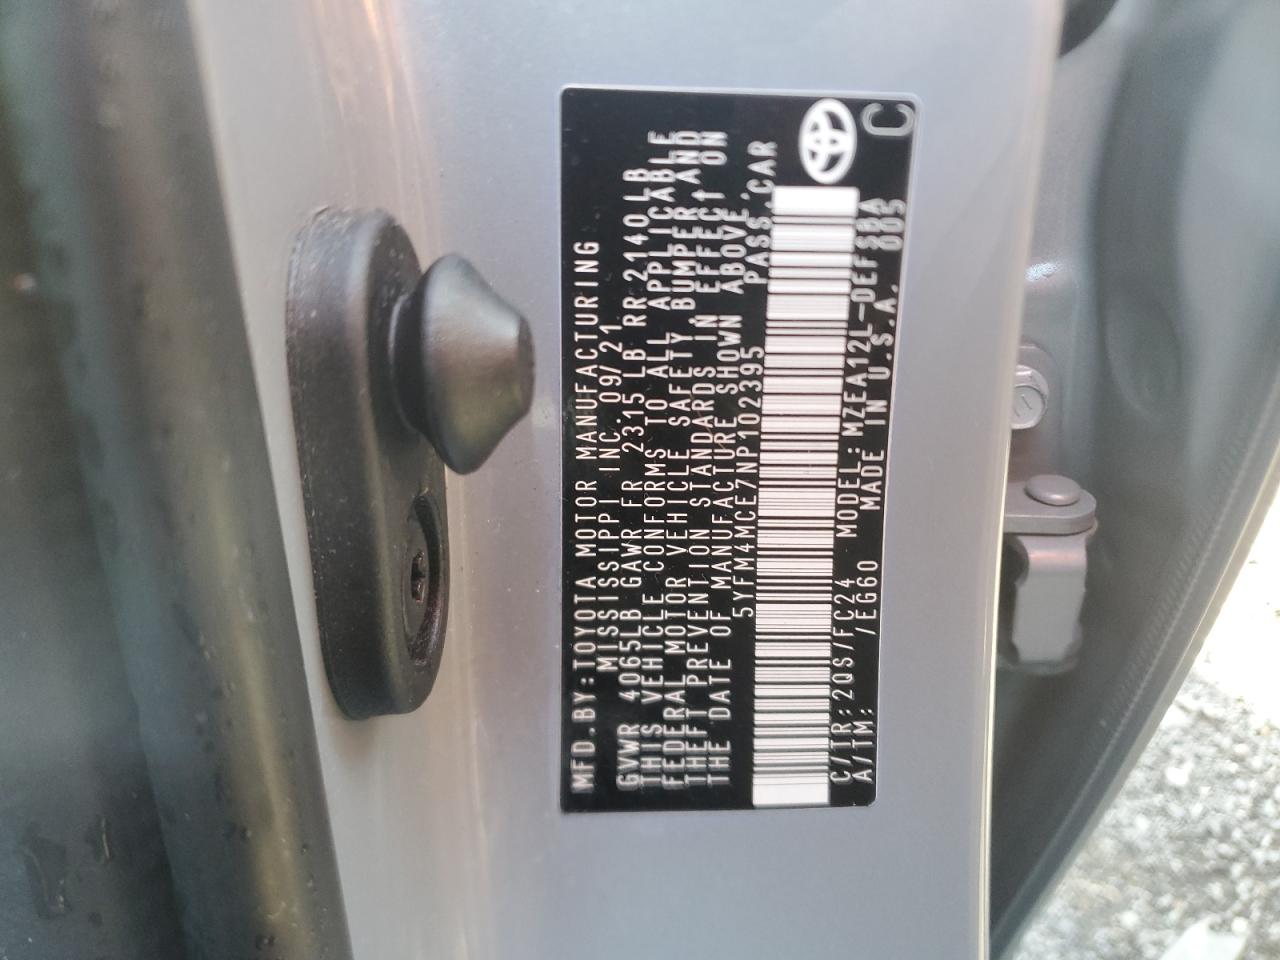 MFD.BY:TOYOTA MOTOR MANUFACTURING
MISSISSIPPI INC. 09/21
GVWR 4065LB GAWR FR 2315 LB RR 2140 LB
THIS VEHICLE CONFORMS TO ALL APPLICABLE
FEDERAL MOTOR VEHICLE SAFETY BUMPER AND
THEFT PREVENTION STANDARDS IN EFFECT ON
THE DATE OF MANUFACTURE SHOWN ABOVE.
5YFM4MCE7NP102395 PASS.CAR
C/TR:2QS/FC24 MODEL:MZEA12L-DEFSBA
A/TM: /EG60 MADE IN U.S.A. 005
C